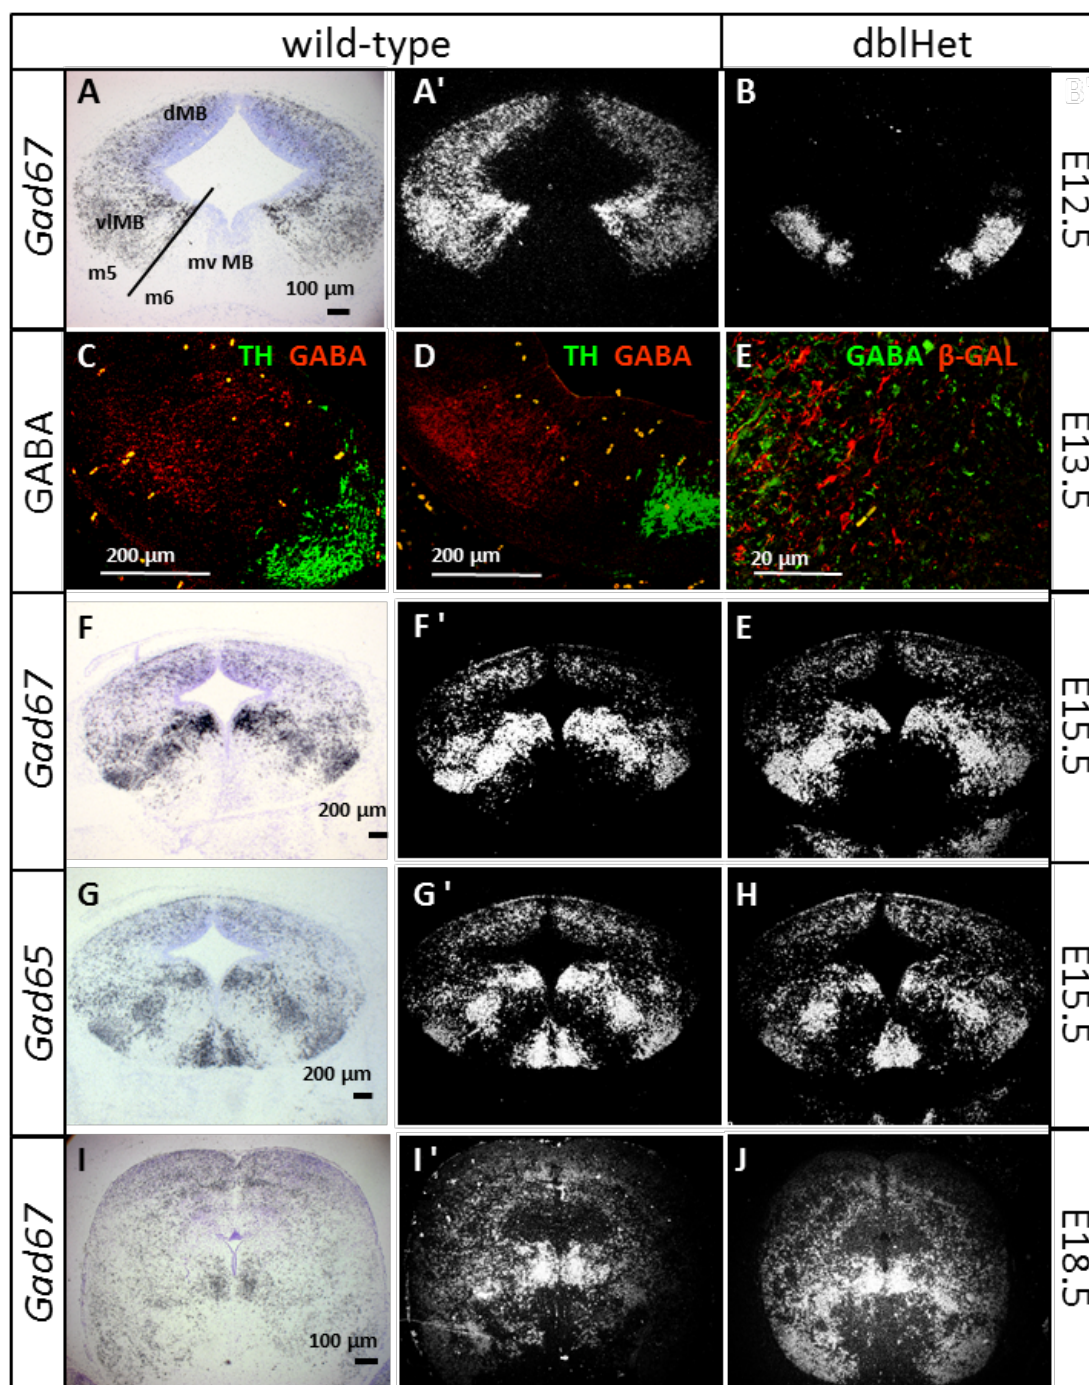 wild-type dblHet
Gad67 A dMB vlMB m5 m6 mv MB 100 µm A' B B' E12.5
GABA C TH GABA 200 µm D TH GABA 200 µm E GABA β-GAL 20 µm E13.5
Gad67 F 200 µm F' E E15.5
Gad65 G 200 µm G' H E15.5
Gad67 I 100 µm I' J E18.5